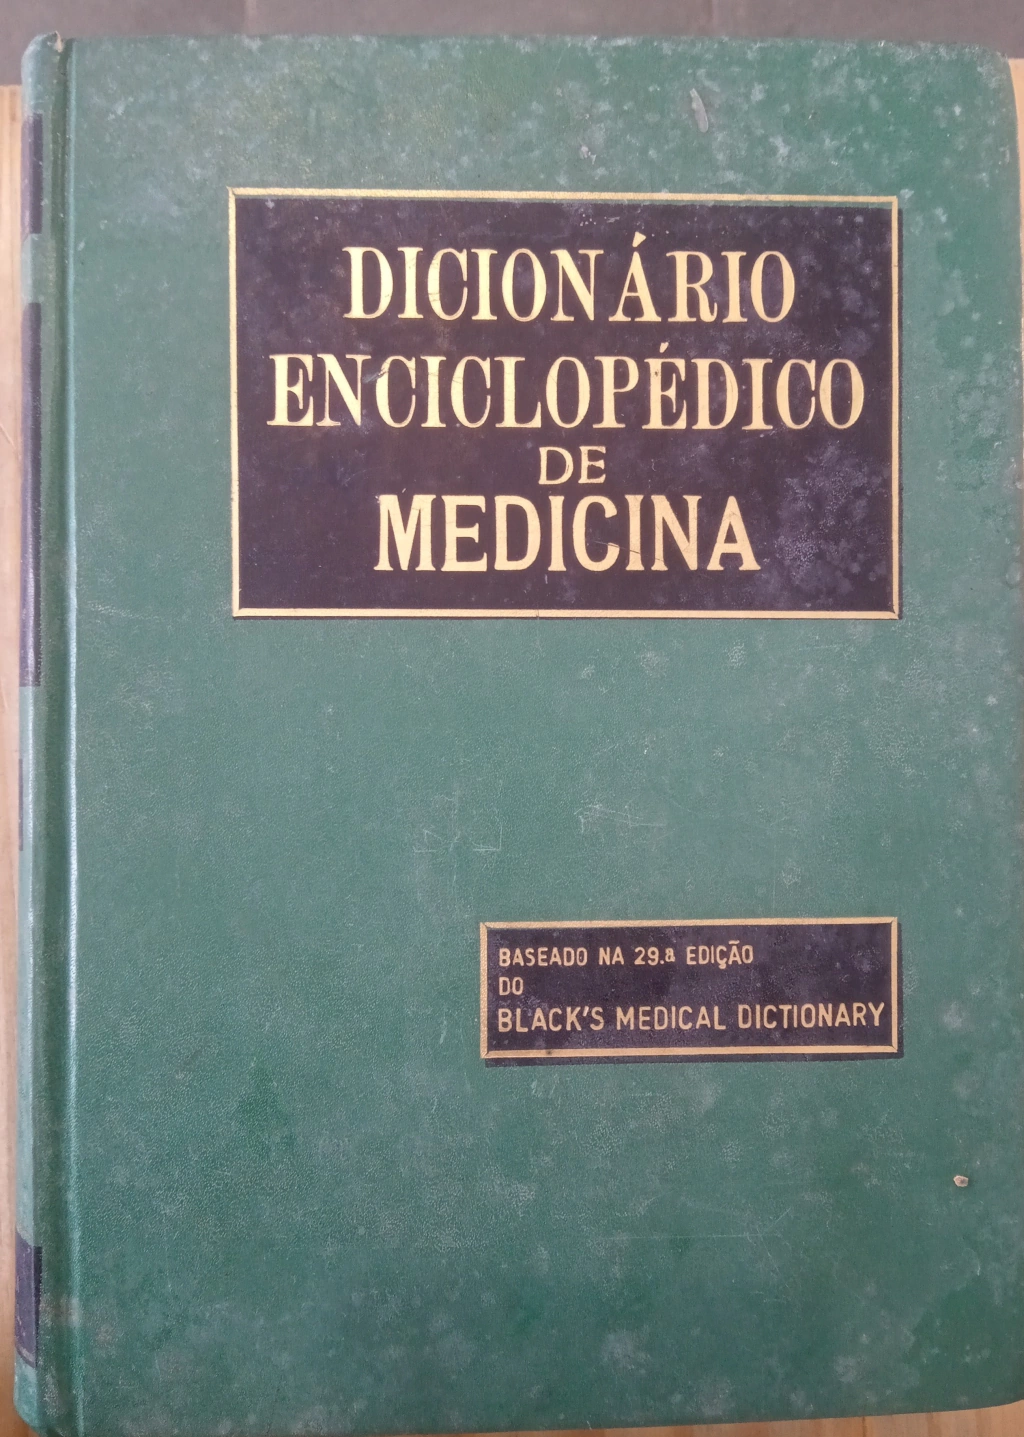 DICIONÁRIO
ENCICLOPÉDICO
DE
MEDICINA
BASEADO NA 29.ª EDIÇÃO
DO
BLACK'S MEDICAL DICTIONARY